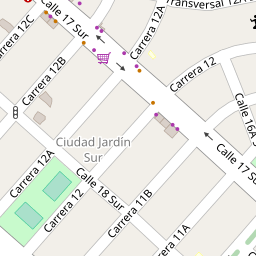 Transversal 12A
Calle 17 Sur
Carrera 12C
Carrera 12A
Carrera 12B
Carrera 12
Calle 16A S
Ciudad Jardín
Sur
Calle 17 Su
Carrera 12A
Calle 18 Sur
Carrera 12
Carrera 11B
Carrera 11A